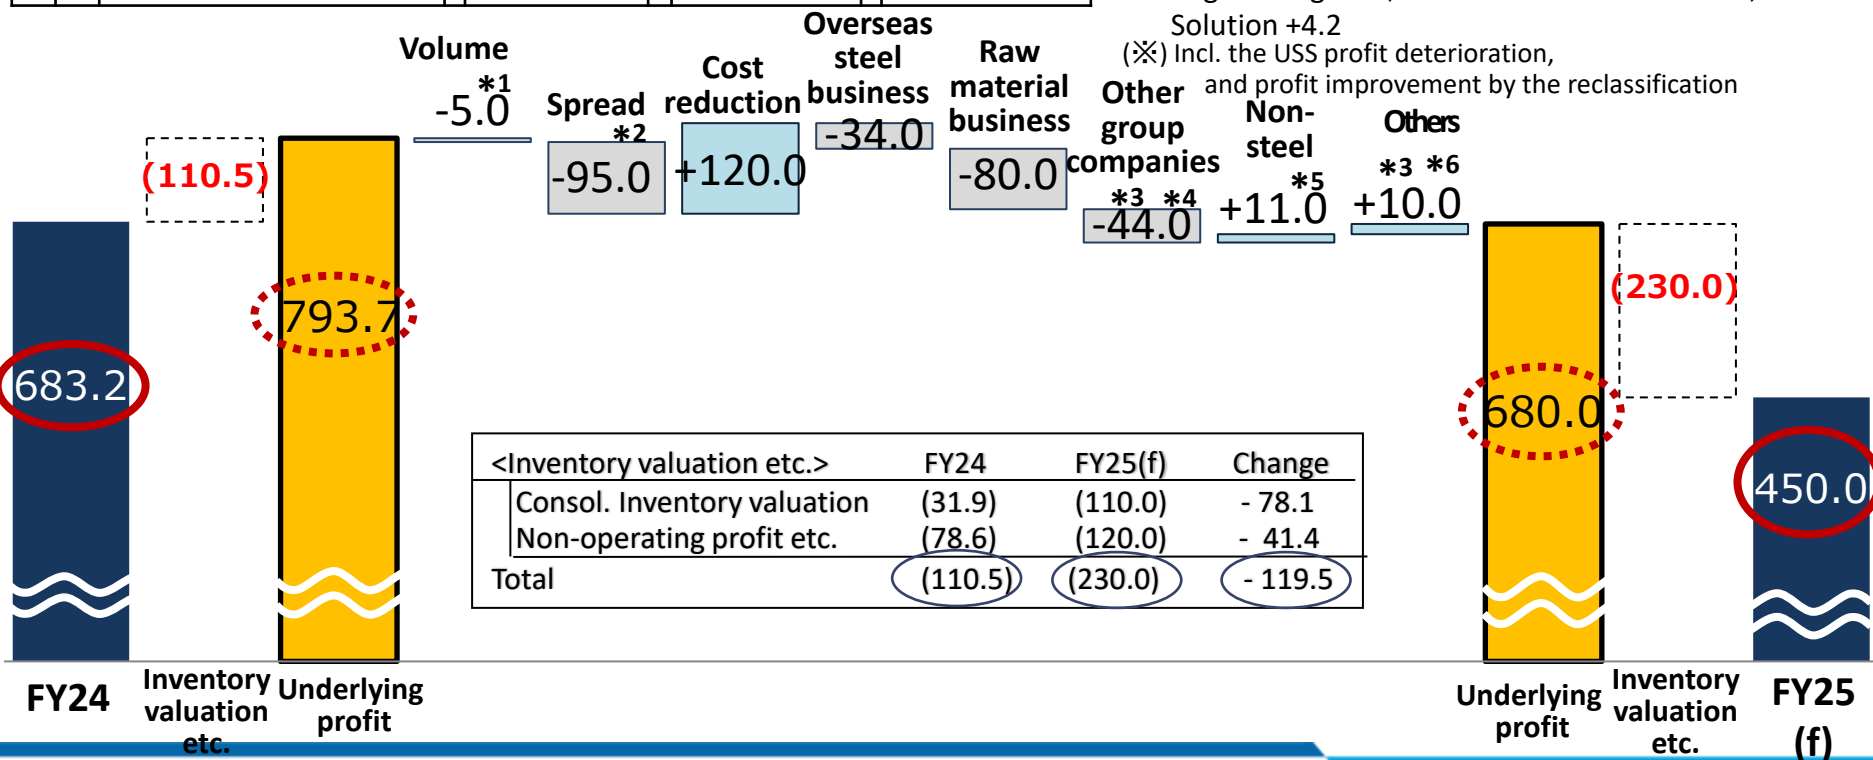 Solution +4.2
(※) Incl. the USS profit deterioration,
and profit improvement by the reclassification
Volume
*1
-5.0
Spread
*2
-95.0
Cost
reduction
+120.0
Overseas
steel
business
-34.0
Raw
material
business
-80.0
Other
group
companies
*3 *4
-44.0
Non-
steel
*5
+11.0
Others
*3 *6
+10.0
(110.5)
793.7
683.2
(230.0)
680.0
450.0
<Inventory valuation etc.> FY24 FY25(f) Change
Consol. Inventory valuation (31.9) (110.0) - 78.1
Non-operating profit etc. (78.6) (120.0) - 41.4
Total (110.5) (230.0) - 119.5
FY24
Inventory
valuation
etc.
Underlying
profit
Underlying
profit
Inventory
valuation
etc.
FY25
(f)